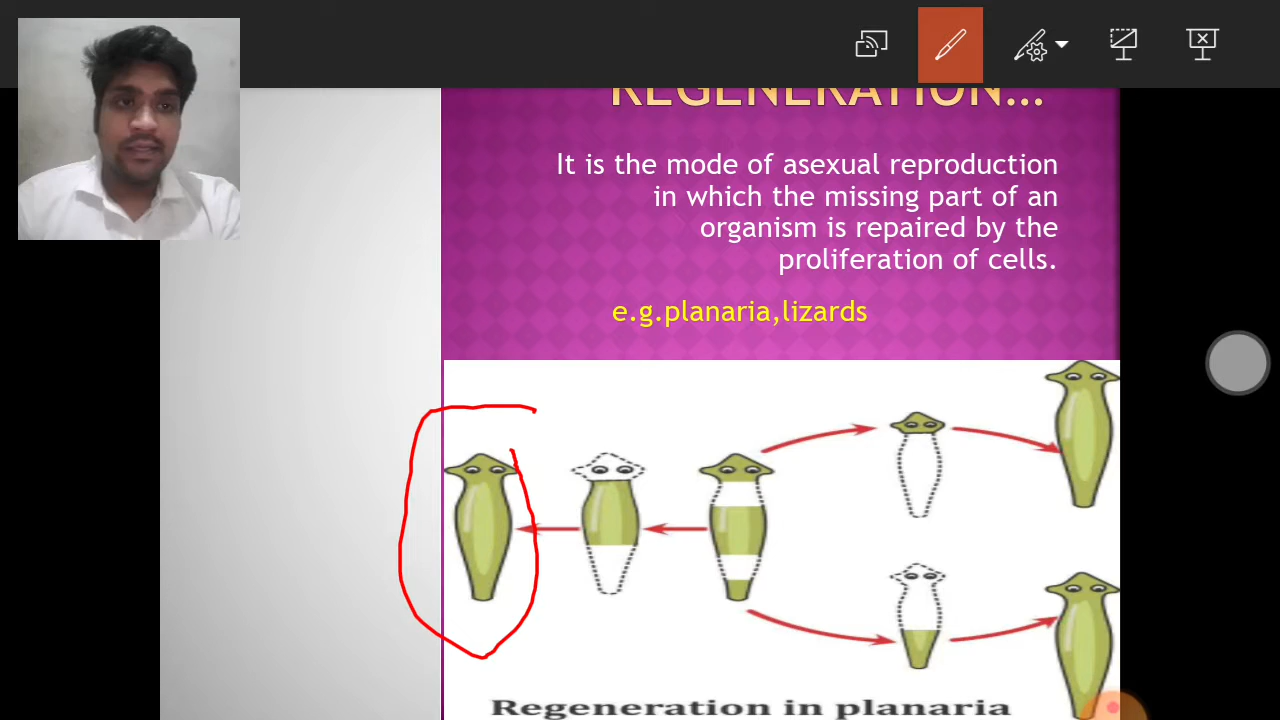 REGENERATION...
It is the mode of asexual reproduction
in which the missing part of an
organism is repaired by the
proliferation of cells.
e.g.planaria,lizards
Regeneration in planaria